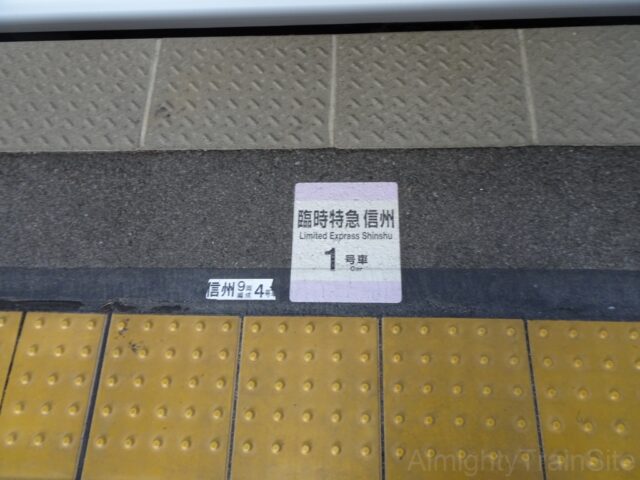 臨時特急 信州
Limited Express Shinshu
1 号車
Car
信州 9両編成 4号車
AlmightyTrainSite